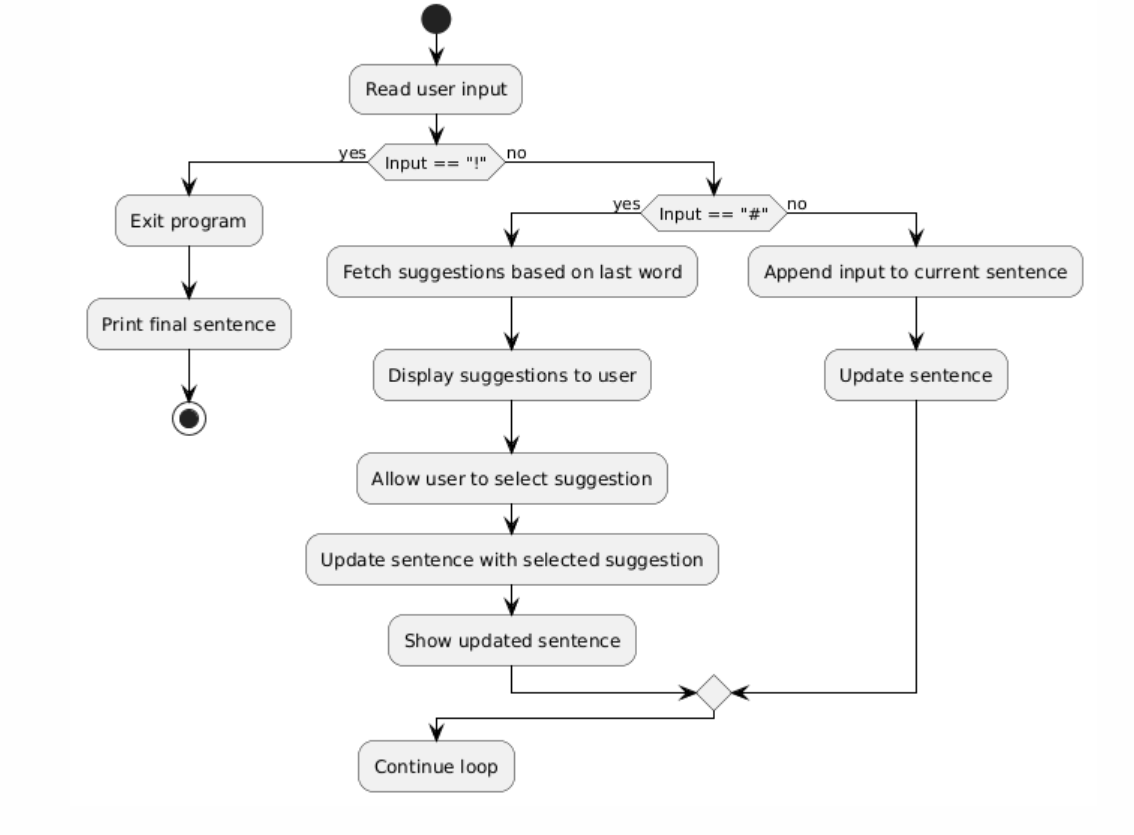 Read user input
yes
Input == "!"
no
Exit program
Print final sentence
yes
Input == "#"
no
Fetch suggestions based on last word
Display suggestions to user
Allow user to select suggestion
Update sentence with selected suggestion
Show updated sentence
Append input to current sentence
Update sentence
Continue loop